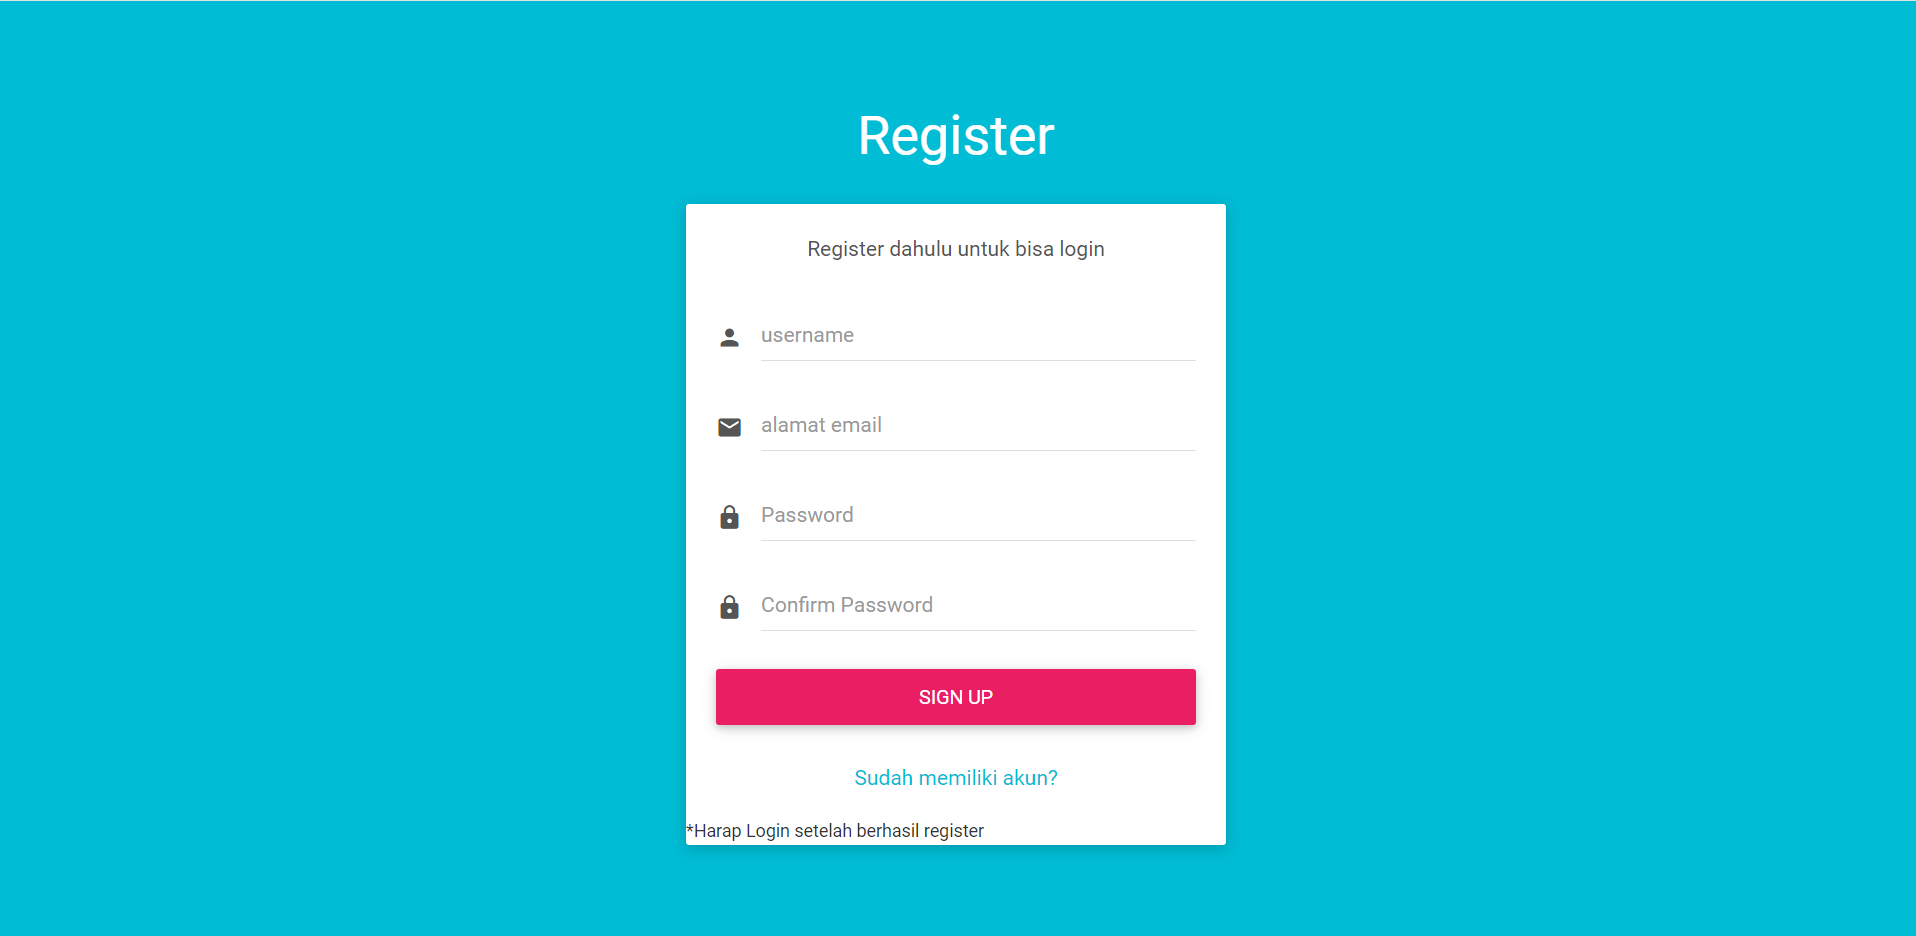 Register
Register dahulu untuk bisa login
username
alamat email
Password
Confirm Password
SIGN UP
Sudah memiliki akun?
*Harap Login setelah berhasil register